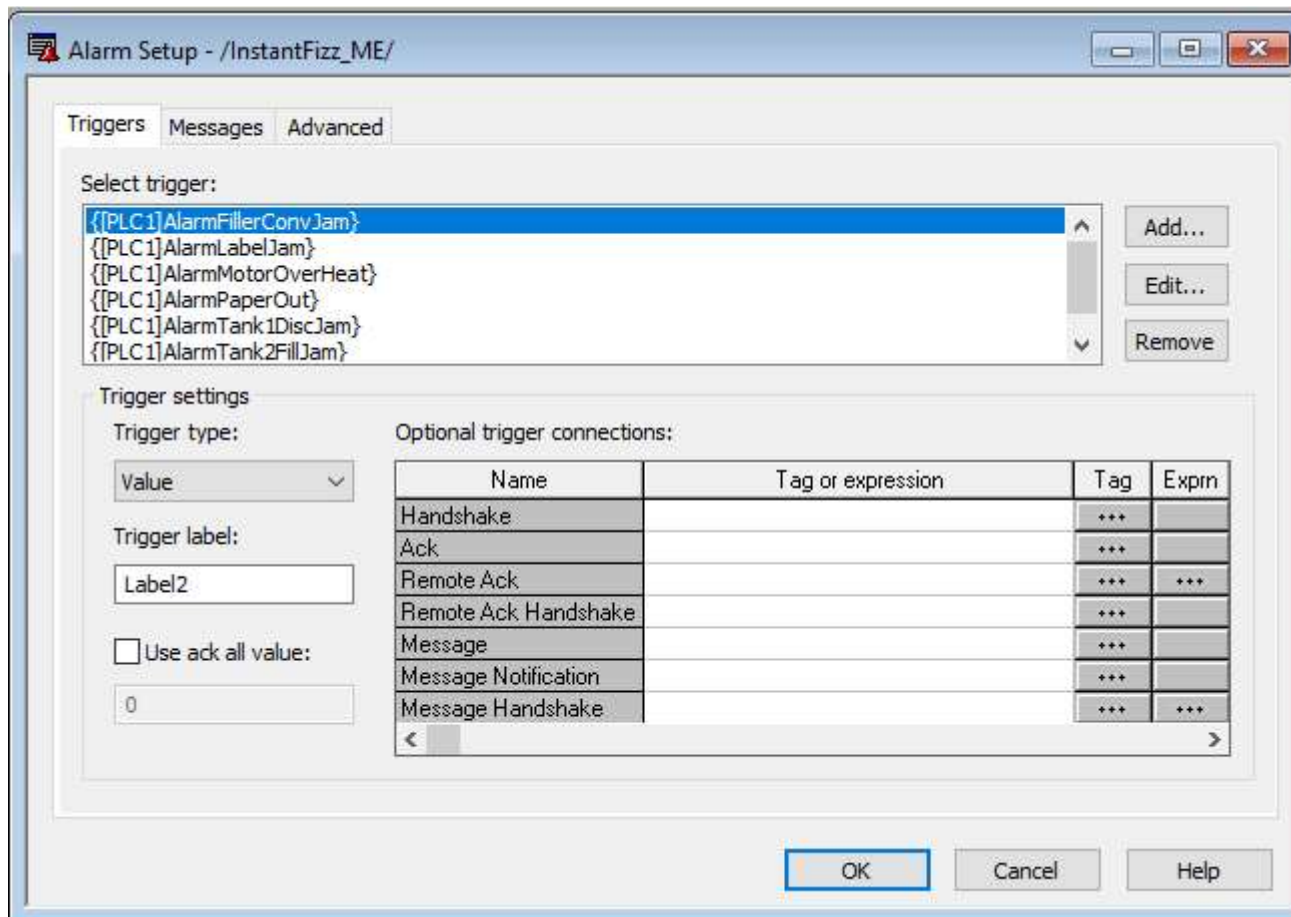 Alarm Setup - /InstantFizz_ME/
Triggers Messages Advanced
Select trigger:
{[PLC1]AlarmFillerConvJam}
{[PLC1]AlarmLabelJam}
{[PLC1]AlarmMotorOverHeat}
{[PLC1]AlarmPaperOut}
{[PLC1]AlarmTank1DiscJam}
{[PLC1]AlarmTank2FillJam}
Add...
Edit...
Remove
Trigger settings
Trigger type:
Value
Trigger label:
Label2
Use ack all value:
0
Optional trigger connections:
Name Tag or expression Tag Exprn
Handshake ...
Ack ...
Remote Ack ... ...
Remote Ack Handshake ...
Message ...
Message Notification ...
Message Handshake ... ...
OK Cancel Help